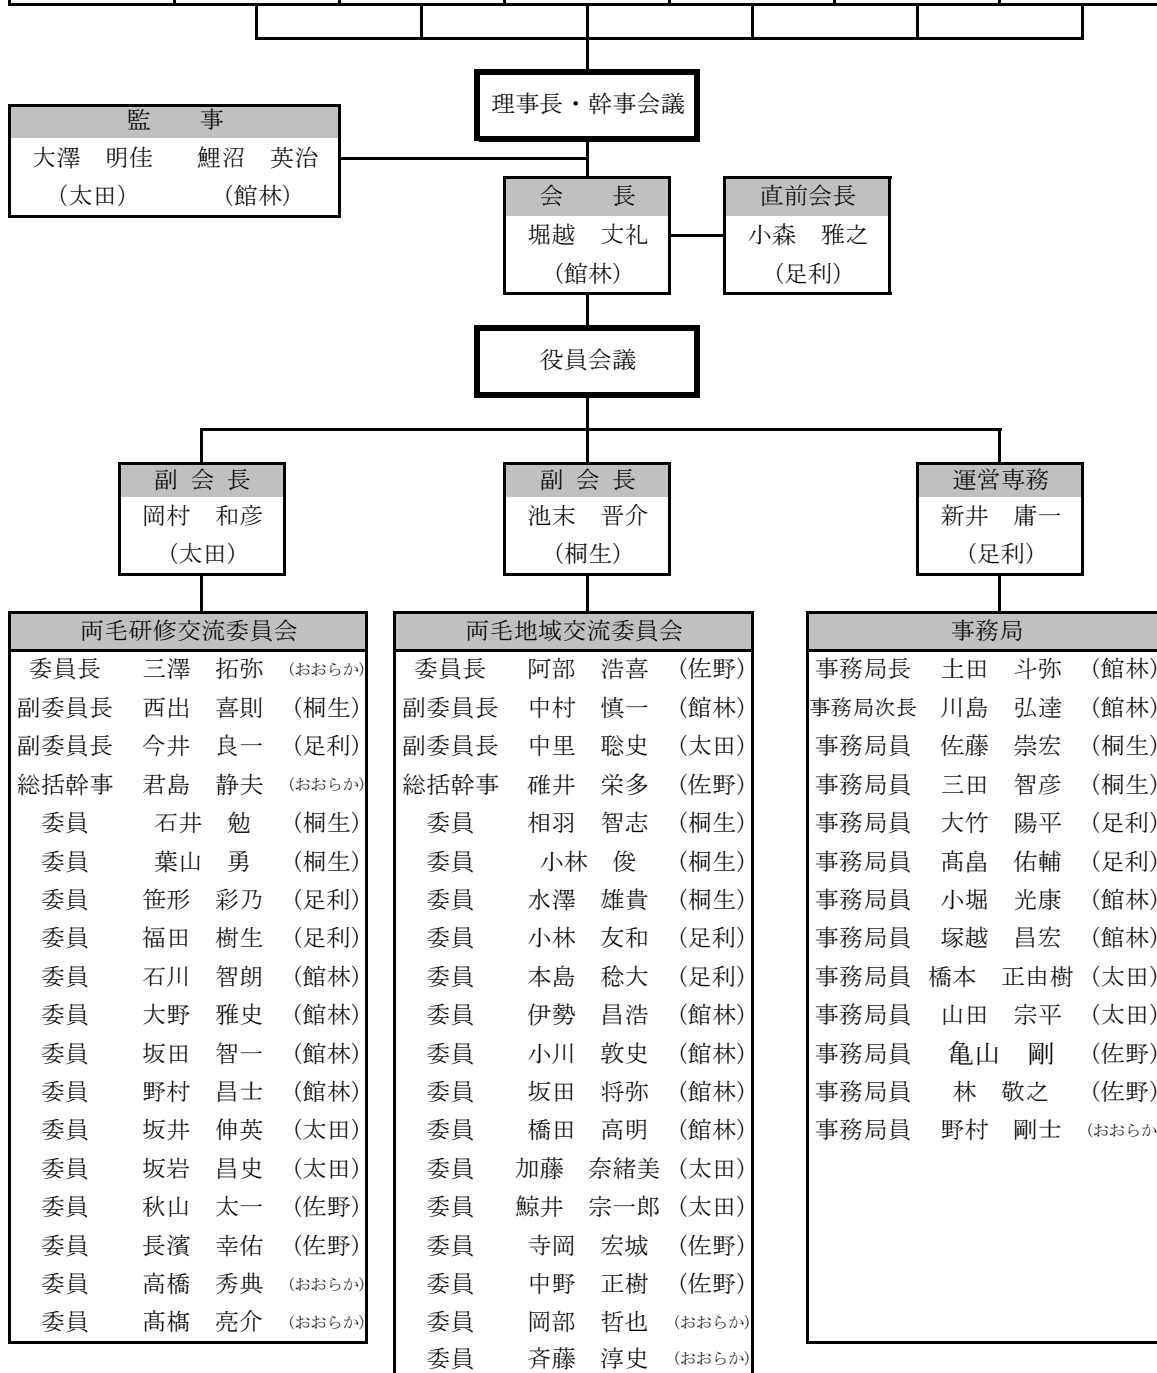 理事長・幹事会議
監　事
大澤　明佳　鯉沼　英治
（太田）　（館林）
会　長
堀越　丈礼
（館林）
直前会長
小森　雅之
（足利）
役員会議
副 会 長
岡村　和彦
（太田）
副 会 長
池末　晋介
（桐生）
運営専務
新井　庸一
（足利）
両毛研修交流委員会
委員長　三澤　拓弥　（おおらか）
副委員長　西出　喜則　（桐生）
副委員長　今井　良一　（足利）
総括幹事　君島　静夫　（おおらか）
委員　石井　勉　（桐生）
委員　葉山　勇　（桐生）
委員　笹形　彩乃　（足利）
委員　福田　樹生　（足利）
委員　石川　智朗　（館林）
委員　大野　雅史　（館林）
委員　坂田　智一　（館林）
委員　野村　昌士　（館林）
委員　坂井　伸英　（太田）
委員　坂岩　昌史　（太田）
委員　秋山　太一　（佐野）
委員　長濱　幸佑　（佐野）
委員　高橋　秀典　（おおらか）
委員　髙槗　亮介　（おおらか）
両毛地域交流委員会
委員長　阿部　浩喜　（佐野）
副委員長　中村　慎一　（館林）
副委員長　中里　聡史　（太田）
総括幹事　碓井　栄多　（佐野）
委員　相羽　智志　（桐生）
委員　小林　俊　（桐生）
委員　水澤　雄貴　（桐生）
委員　小林　友和　（足利）
委員　本島　稔大　（足利）
委員　伊勢　昌浩　（館林）
委員　小川　敦史　（館林）
委員　坂田　将弥　（館林）
委員　橋田　高明　（館林）
委員　加藤　奈緒美　（太田）
委員　鯨井　宗一郎　（太田）
委員　寺岡　宏城　（佐野）
委員　中野　正樹　（佐野）
委員　岡部　哲也　（おおらか）
委員　斉藤　淳史　（おおらか）
事務局
事務局長　土田　斗弥　（館林）
事務局次長　川島　弘達　（館林）
事務局員　佐藤　崇宏　（桐生）
事務局員　三田　智彦　（桐生）
事務局員　大竹　陽平　（足利）
事務局員　髙畠　佑輔　（足利）
事務局員　小堀　光康　（館林）
事務局員　塚越　昌宏　（館林）
事務局員　橋本　正由樹　（太田）
事務局員　山田　宗平　（太田）
事務局員　亀山　剛　（佐野）
事務局員　林　敬之　（佐野）
事務局員　野村　剛士　（おおらか